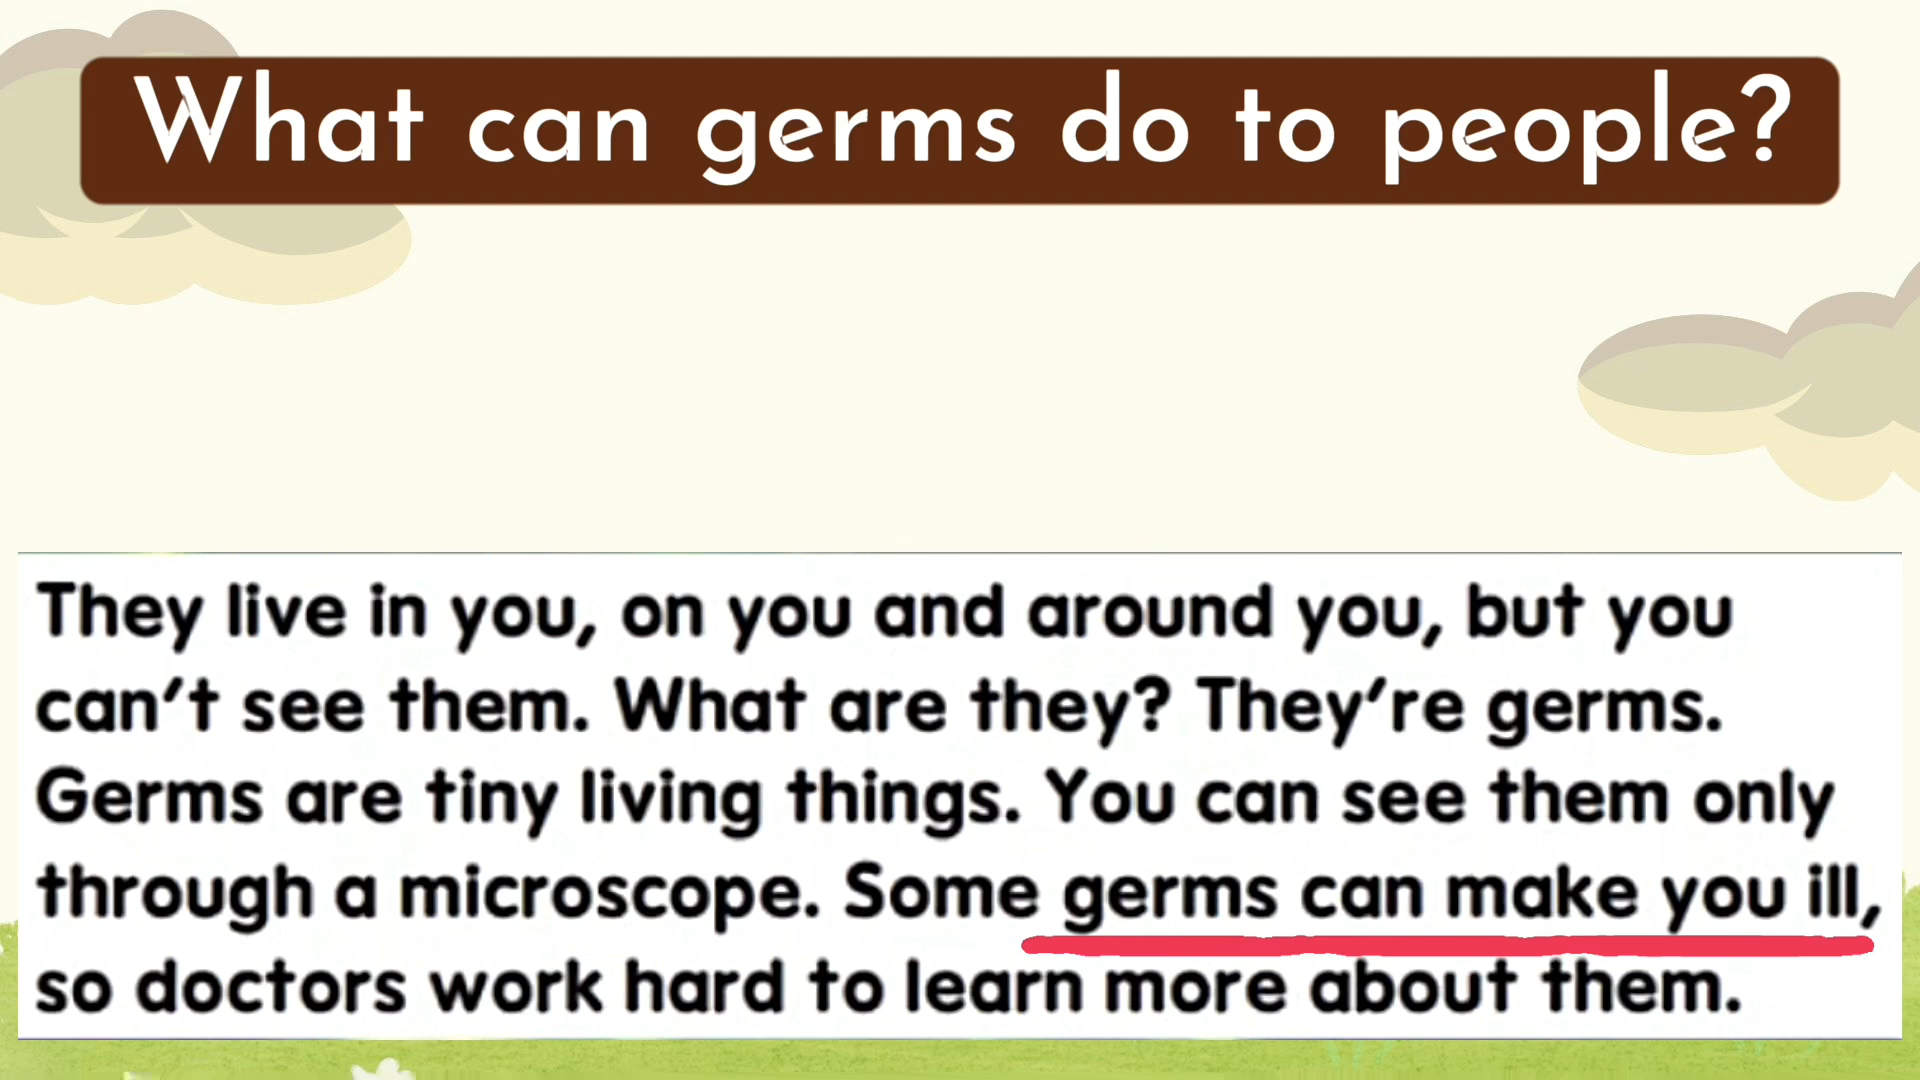 What can germs do to people?
They live in you, on you and around you, but you
can't see them. What are they? They're germs.
Germs are tiny living things. You can see them only
through a microscope. Some germs can make you ill,
so doctors work hard to learn more about them.